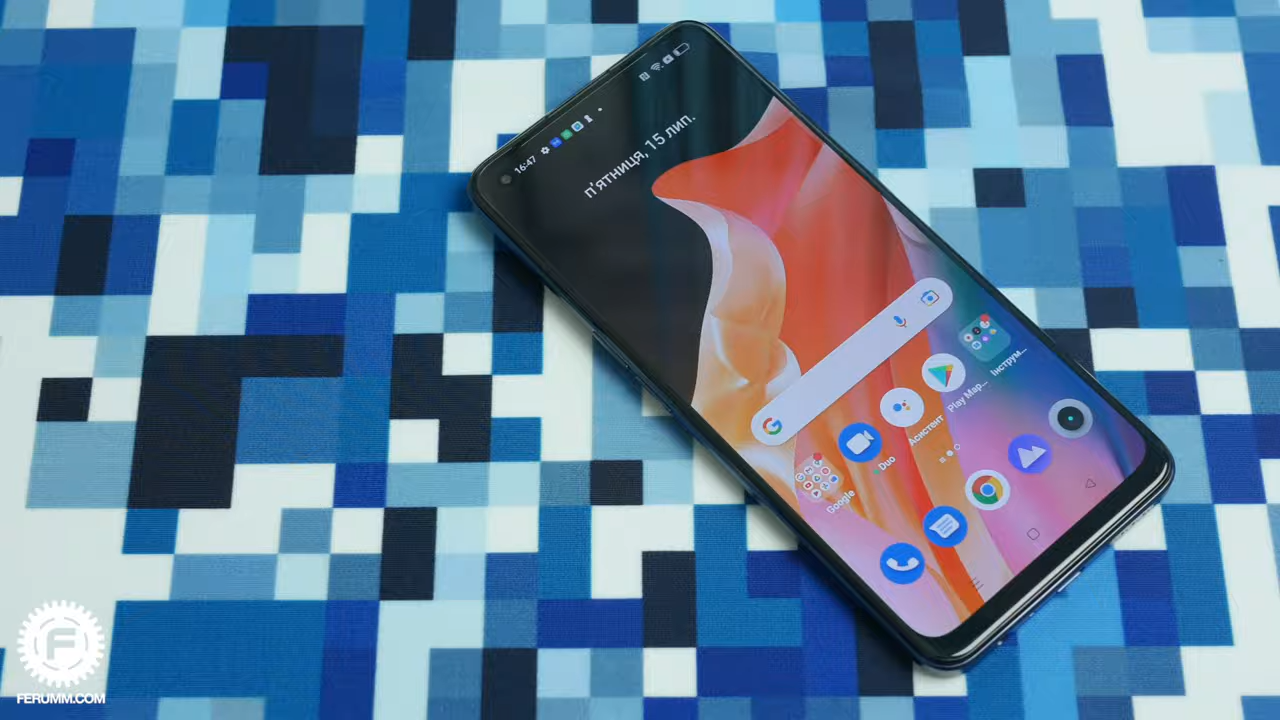 16:47
п'ятниця, 15 лип.
Google
Duo
Асистент
Play Мар...
Інструм...
F
FERUMM.COM